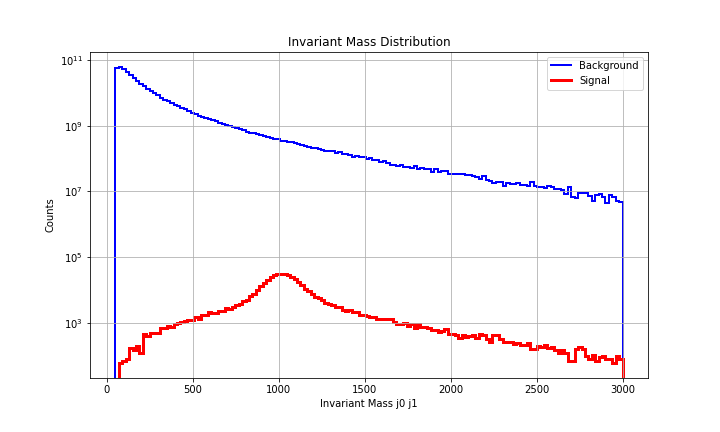 Invariant Mass Distribution
Background
Signal
Counts
10^11
10^9
10^7
10^5
10^3
0 500 1000 1500 2000 2500 3000
Invariant Mass j0 j1